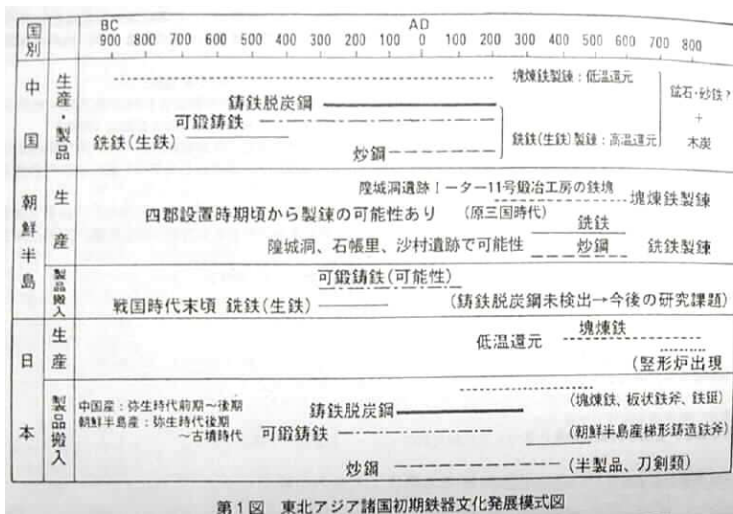 国別 BC AD
900 800 700 600 500 400 300 200 100 0 100 200 300 400 500 600 700 800
中国
生産・製品
塊煉鉄製錬：低温還元
鋳鉄脱炭鋼
可鍛鋳鉄
銑鉄(生鉄)
炒鋼
銑鉄(生鉄)製錬：高温還元
鉱石・砂鉄？
+
木炭
朝鮮半島
生産
隍城洞遺跡Ⅰ－ター11号鍛冶工房の鉄塊
塊煉鉄製錬
四郡設置時期頃から製錬の可能性あり (原三国時代)
銑鉄
隍城洞、石帳里、沙村遺跡で可能性 炒鋼 銑鉄製錬
製品搬入
可鍛鋳鉄(可能性)
戦国時代末頃 銑鉄(生鉄) (鋳鉄脱炭鋼未検出→今後の研究課題)
日本
生産
低温還元 塊煉鉄
(竪形炉出現
製品搬入
中国産：弥生時代前期～後期
朝鮮半島産：弥生時代後期
～古墳時代
(塊煉鉄、板状鉄斧、鉄鋌)
鋳鉄脱炭鋼
可鍛鋳鉄
(朝鮮半島産梯形鋳造鉄斧)
炒鋼 (半製品、刀剣類)
第1図 東北アジア諸国初期鉄器文化発展模式図